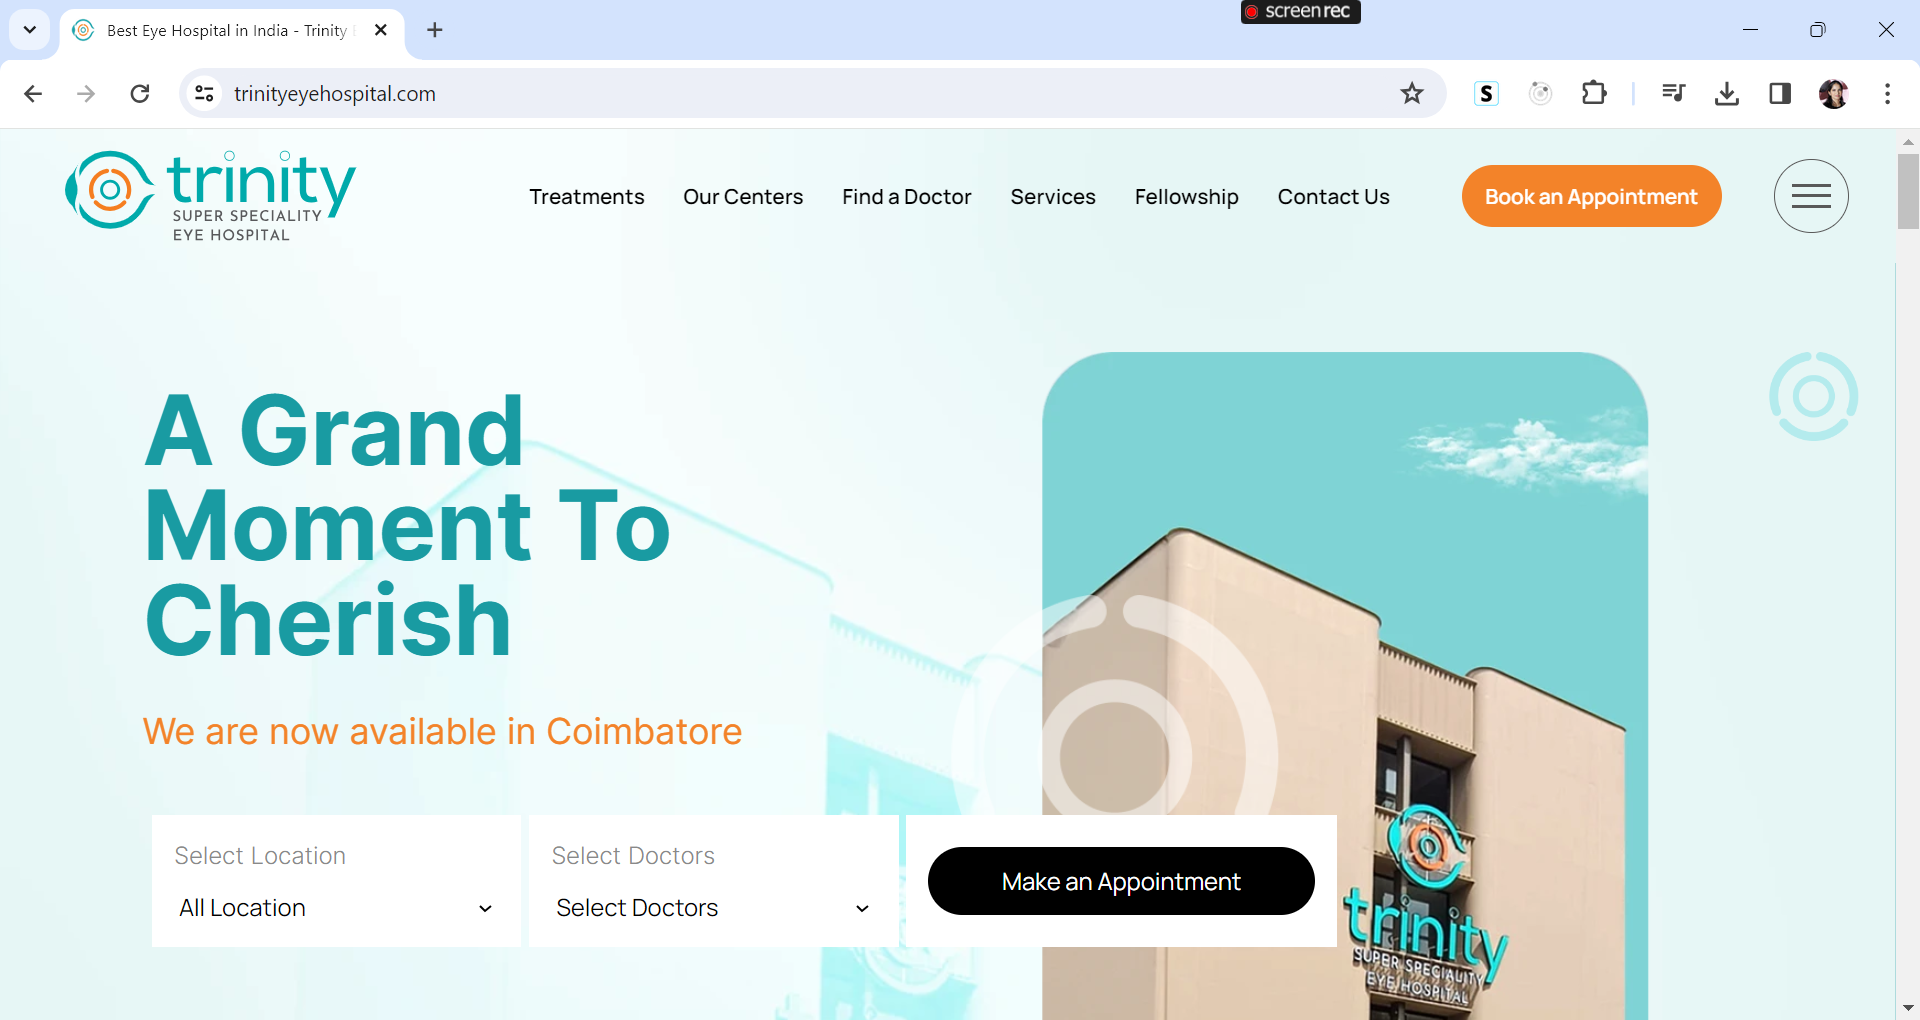 Best Eye Hospital in India - Trinity
screenrec
trinityeyehospital.com
S
trinity
SUPER SPECIALITY
EYE HOSPITAL
Treatments
Our Centers
Find a Doctor
Services
Fellowship
Contact Us
Book an Appointment
A Grand
Moment To
Cherish
We are now available in Coimbatore
Select Location
All Location
Select Doctors
Select Doctors
Make an Appointment
trinity
SUPER SPECIALITY
EYE HOSPITAL